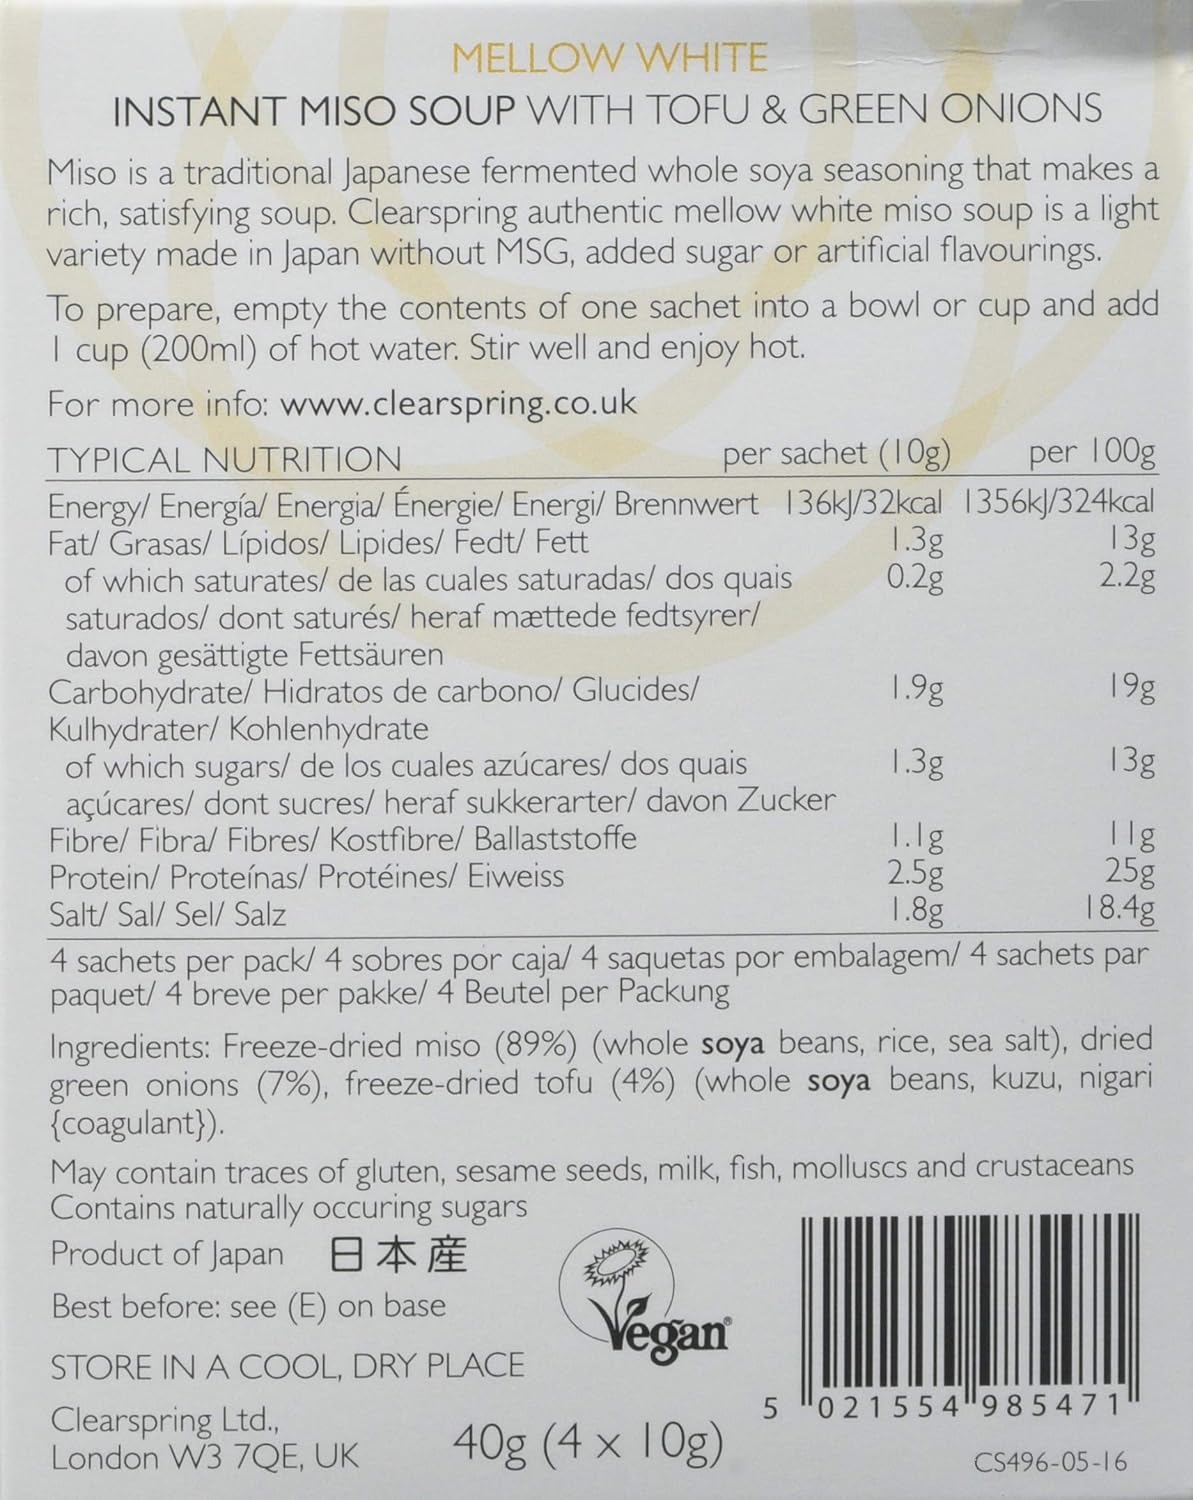 MELLOW WHITE
INSTANT MISO SOUP WITH TOFU & GREEN ONIONS
Miso is a traditional Japanese fermented whole soya seasoning that makes a
rich, satisfying soup. Clearspring authentic mellow white miso soup is a light
variety made in Japan without MSG, added sugar or artificial flavourings.
To prepare, empty the contents of one sachet into a bowl or cup and add
1 cup (200ml) of hot water. Stir well and enjoy hot.
For more info: www.clearspring.co.uk
TYPICAL NUTRITION per sachet (10g) per 100g
Energy/ Energía/ Energia/ Énergie/ Energi/ Brennwert 136kJ/32kcal 1356kJ/324kcal
Fat/ Grasas/ Lípidos/ Lipides/ Fedt/ Fett 1.3g 13g
of which saturates/ de las cuales saturadas/ dos quais 0.2g 2.2g
saturados/ dont saturés/ heraf mættede fedtsyrer/
davon gesättigte Fettsäuren
Carbohydrate/ Hidratos de carbono/ Glucides/ 1.9g 19g
Kulhydrater/ Kohlenhydrate
of which sugars/ de los cuales azúcares/ dos quais 1.3g 13g
açúcares/ dont sucres/ heraf sukkerarter/ davon Zucker
Fibre/ Fibra/ Fibres/ Kostfibre/ Ballaststoffe 1.1g 11g
Protein/ Proteínas/ Protéines/ Eiweiss 2.5g 25g
Salt/ Sal/ Sel/ Salz 1.8g 18.4g
4 sachets per pack/ 4 sobres por caja/ 4 saquetas por embalagem/ 4 sachets par
paquet/ 4 breve per pakke/ 4 Beutel per Packung
Ingredients: Freeze-dried miso (89%) (whole soya beans, rice, sea salt), dried
green onions (7%), freeze-dried tofu (4%) (whole soya beans, kuzu, nigari
{coagulant}).
May contain traces of gluten, sesame seeds, milk, fish, molluscs and crustaceans
Contains naturally occuring sugars
Product of Japan 日本産
Best before: see (E) on base
STORE IN A COOL, DRY PLACE
Clearspring Ltd.,
London W3 7QE, UK
40g (4 x 10g)
Vegan®
5 021554 985471
CS496-05-16